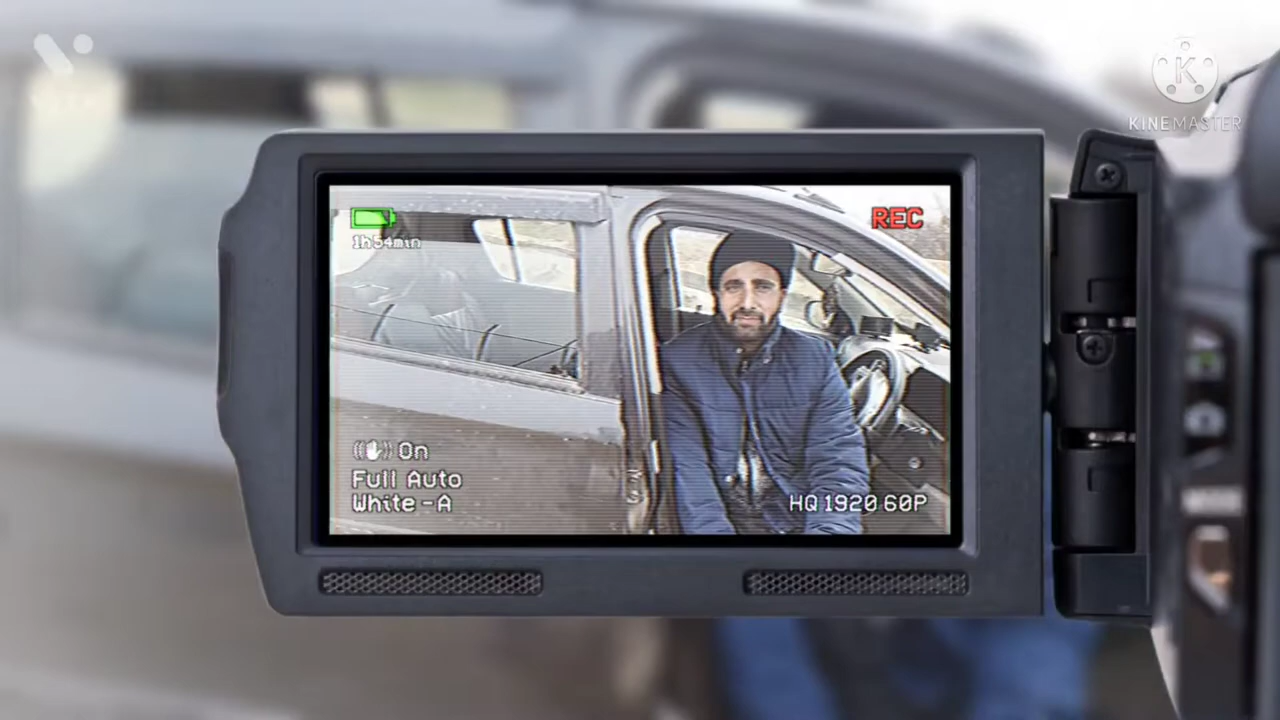 K
KINEMASTER
REC
1h54min
On
Full Auto
White-A
HQ 1920 60P